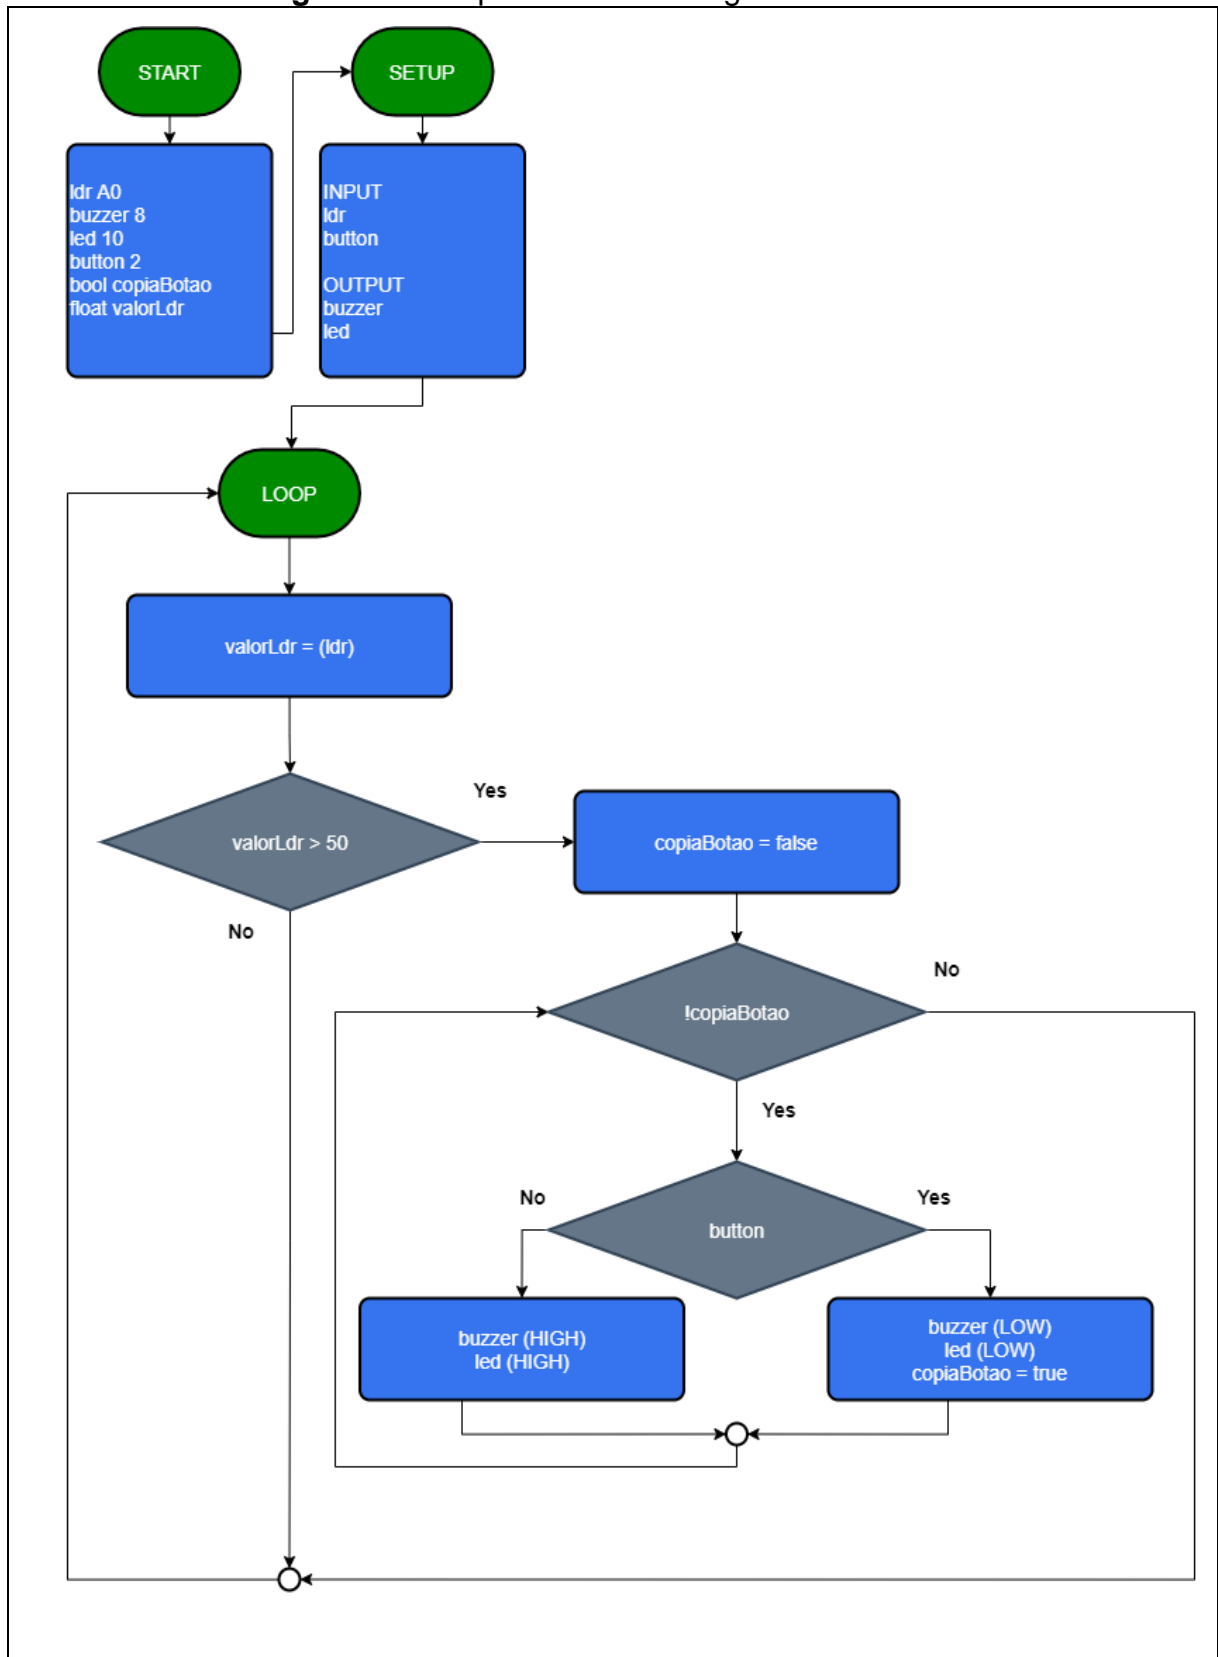 START
SETUP
ldr A0
buzzer 8
led 10
button 2
bool copiaBotao
float valorLdr
INPUT
ldr
button
OUTPUT
buzzer
led
LOOP
valorLdr = (ldr)
valorLdr > 50
Yes
copiaBotao = false
No
!copiaBotao
No
Yes
button
No
Yes
buzzer (HIGH)
led (HIGH)
buzzer (LOW)
led (LOW)
copiaBotao = true